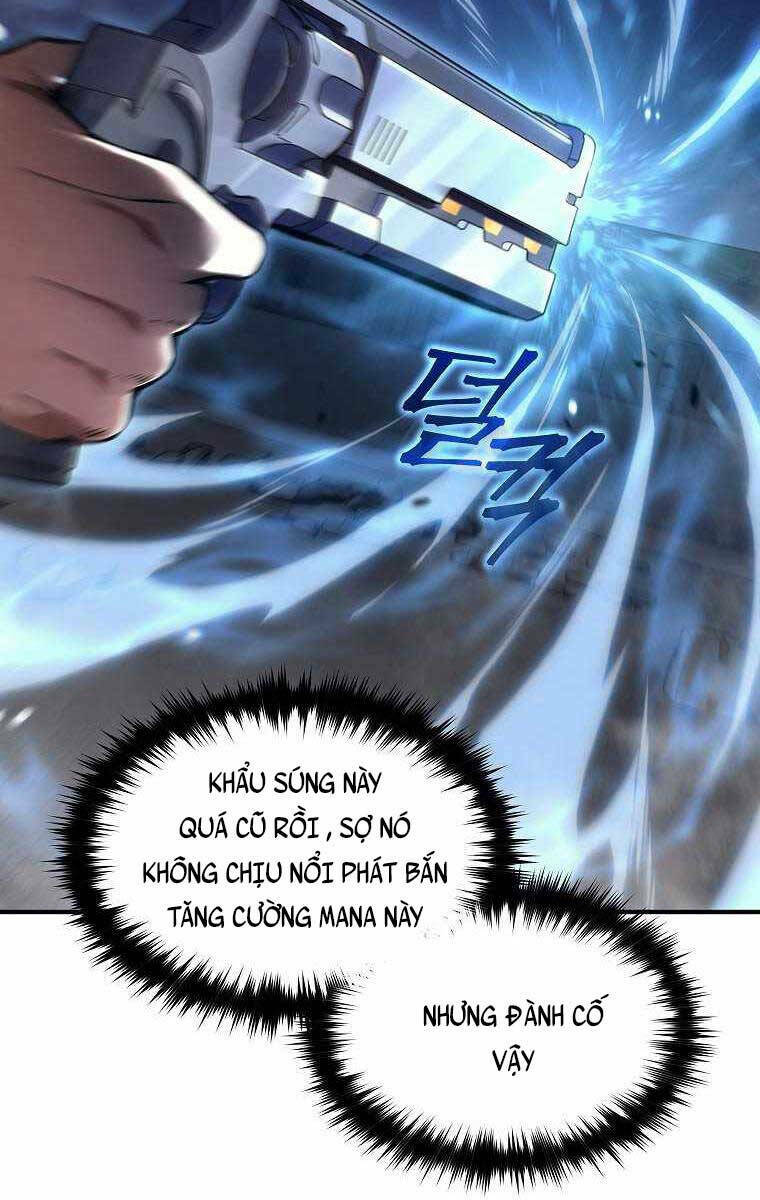 덜컥
KHẨU SÚNG NÀY
QUÁ CŨ RỒI, SỢ NÓ
KHÔNG CHỊU NỔI PHÁT BẮN
TĂNG CƯỜNG MANA NÀY
NHƯNG ĐÀNH CỐ
VẬY